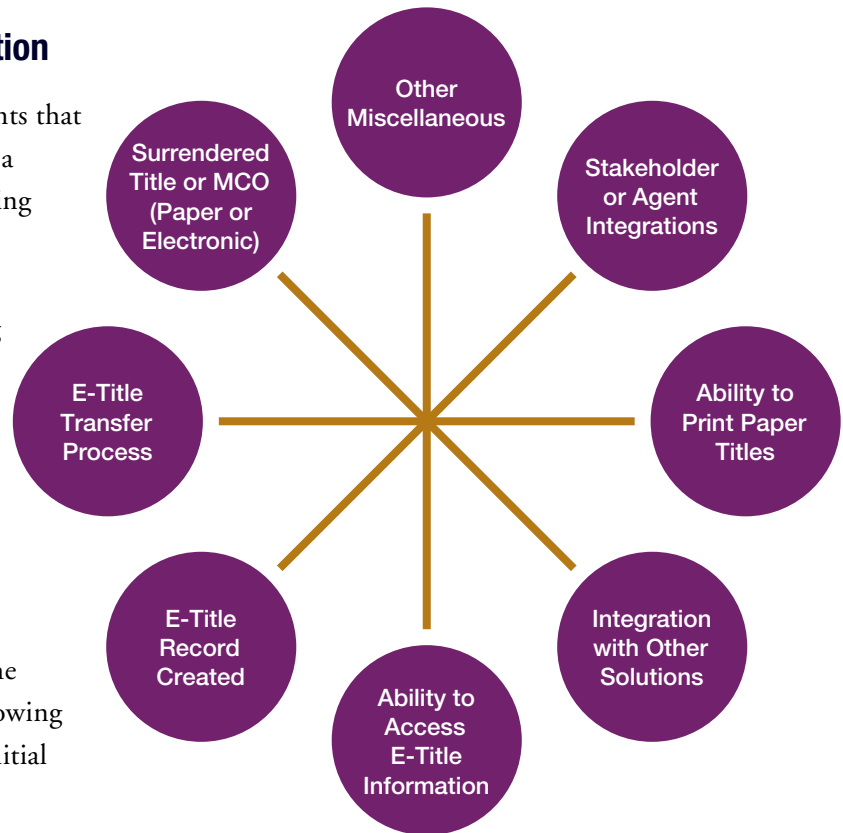 tion
nts that
a
ing
g
ne
owing
nitial
Other
Miscellaneous
Stakeholder
or Agent
Integrations
Ability to
Print Paper
Titles
Integration
with Other
Solutions
Ability to
Access
E-Title
Information
E-Title
Record
Created
E-Title
Transfer
Process
Surrendered
Title or MCO
(Paper or
Electronic)